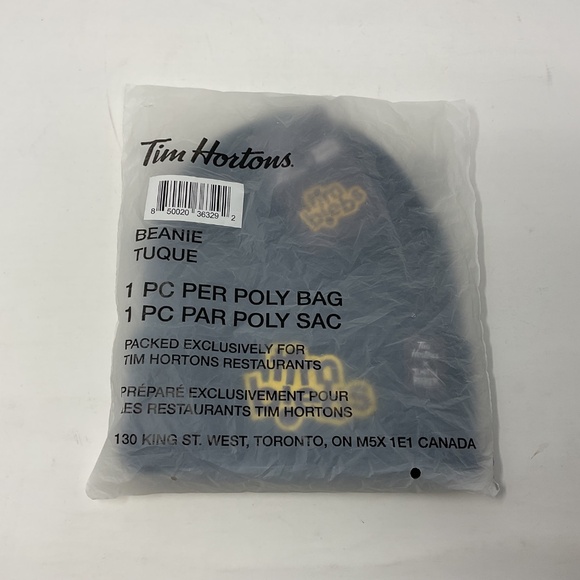 Tim Hortons.
8 50020 36329 2
BEANIE
TUQUE
1 PC PER POLY BAG
1 PC PAR POLY SAC
PACKED EXCLUSIVELY FOR
TIM HORTONS RESTAURANTS
PRÉPARÉ EXCLUSIVEMENT POUR
LES RESTAURANTS TIM HORTONS
130 KING ST. WEST, TORONTO, ON M5X 1E1 CANADA